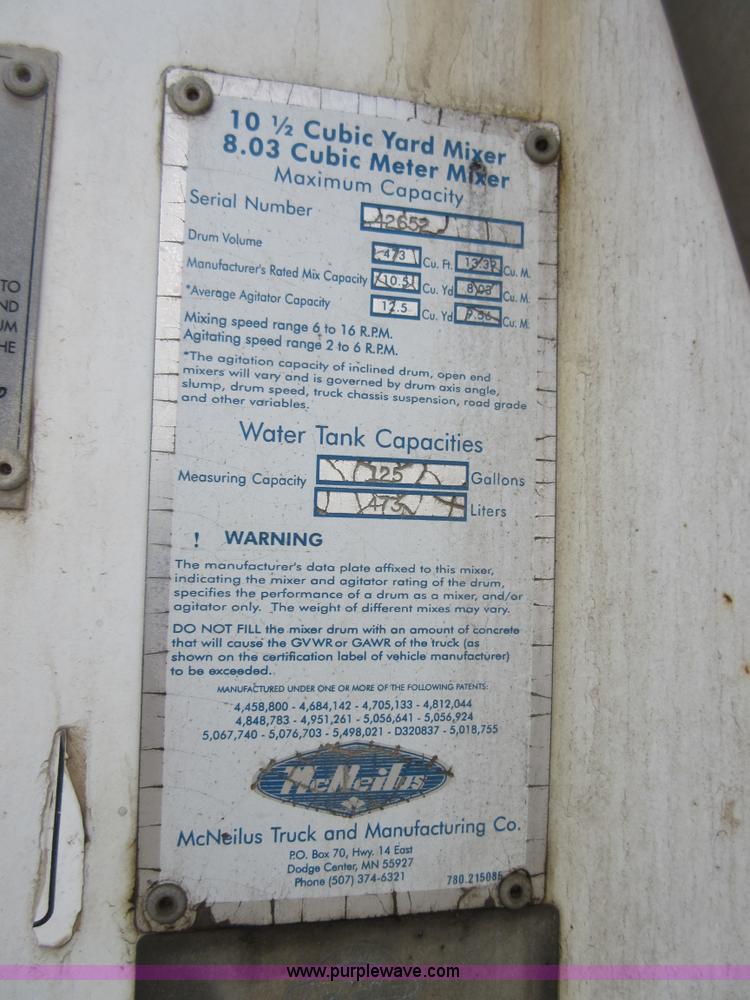 TO
ND
UM
HE
10 ½ Cubic Yard Mixer
8.03 Cubic Meter Mixer
Maximum Capacity
Serial Number 42652
Drum Volume 473 Cu. Ft. 13.39 Cu. M.
Manufacturer's Rated Mix Capacity 10.5 Cu. Yd 8.03 Cu. M.
*Average Agitator Capacity 12.5 Cu. Yd 9.56 Cu. M.
Mixing speed range 6 to 16 R.P.M.
Agitating speed range 2 to 6 R.P.M.
*The agitation capacity of inclined drum, open end
mixers will vary and is governed by drum axis angle,
slump, drum speed, truck chassis suspension, road grade
and other variables.
Water Tank Capacities
Measuring Capacity 125 Gallons
473 Liters
! WARNING
The manufacturer's data plate affixed to this mixer,
indicating the mixer and agitator rating of the drum,
specifies the performance of a drum as a mixer, and/or
agitator only. The weight of different mixes may vary.
DO NOT FILL the mixer drum with an amount of concrete
that will cause the GVWR or GAWR of the truck (as
shown on the certification label of vehicle manufacturer)
to be exceeded.
MANUFACTURED UNDER ONE OR MORE OF THE FOLLOWING PATENTS:
4,458,800 - 4,684,142 - 4,705,133 - 4,812,044
4,848,783 - 4,951,261 - 5,056,641 - 5,056,924
5,067,740 - 5,076,703 - 5,498,021 - D320837 - 5,018,755
McNeilus
McNeilus Truck and Manufacturing Co.
P.O. Box 70, Hwy. 14 East
Dodge Center, MN 55927
Phone (507) 374-6321 780.215085
www.purplewave.com